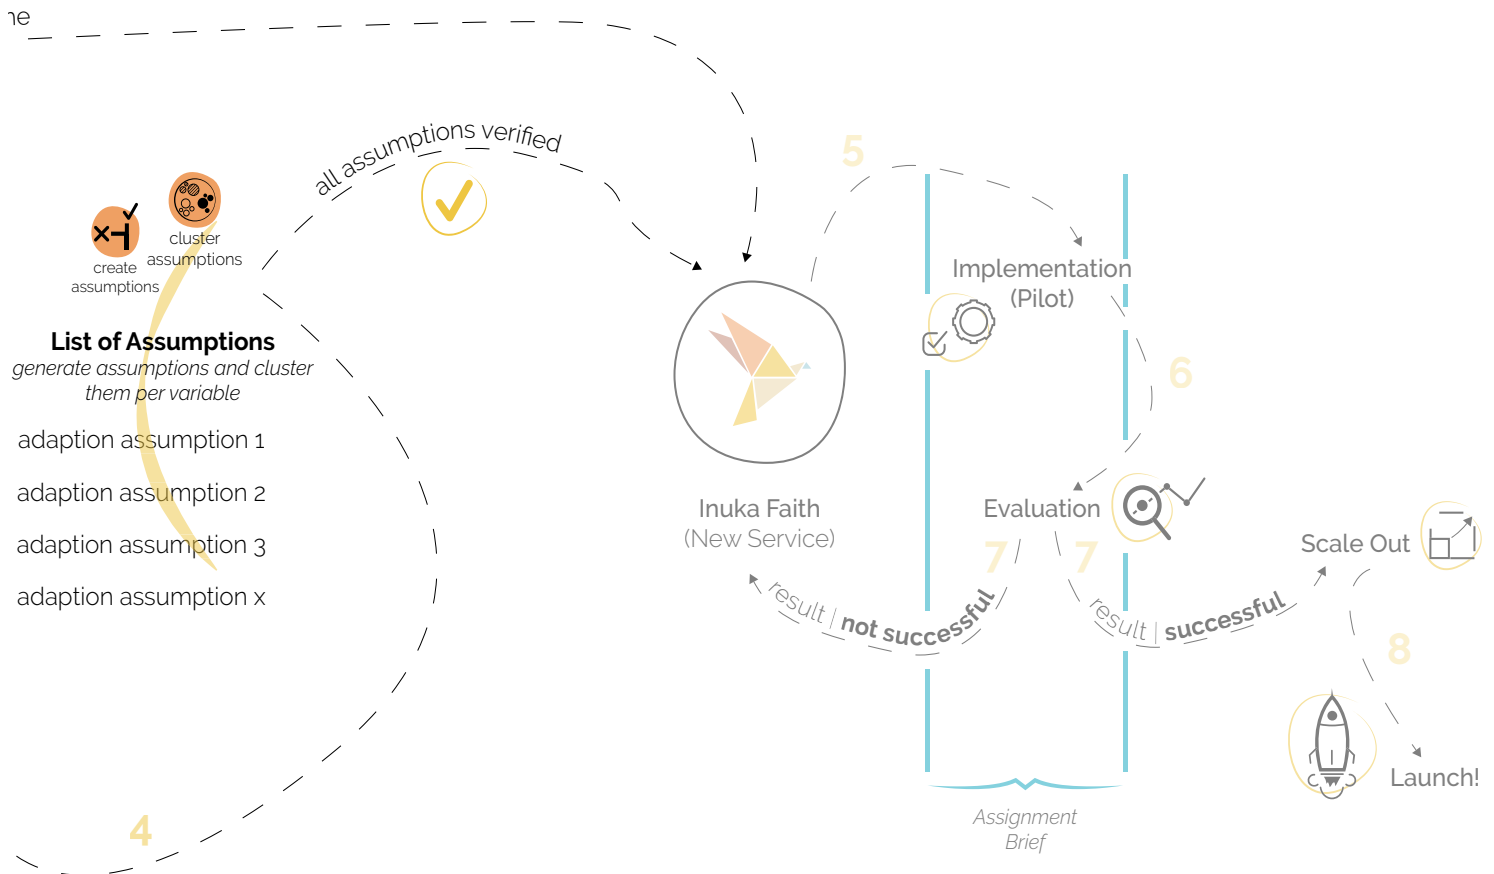 all assumptions verified
5
cluster
assumptions
create
assumptions
List of Assumptions
generate assumptions and cluster
them per variable
adaption assumption 1
adaption assumption 2
adaption assumption 3
adaption assumption x
4
Inuka Faith
(New Service)
Implementation
(Pilot)
6
Evaluation
7
7
result | not successful
result | successful
Scale Out
8
Launch!
Assignment
Brief